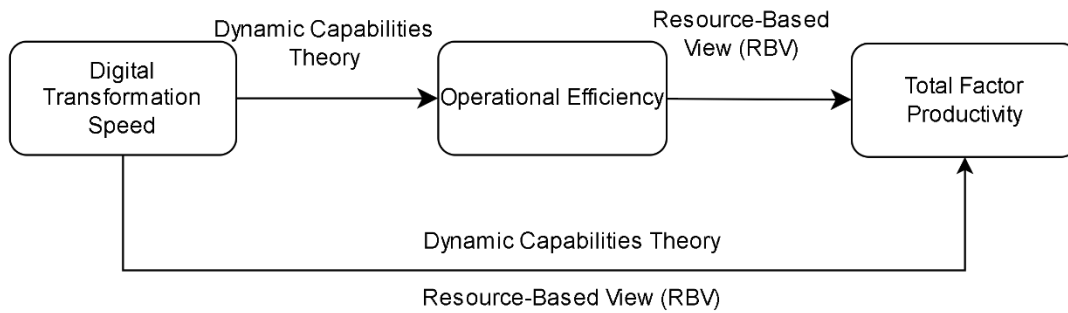 Dynamic Capabilities
Theory
Resource-Based
View (RBV)
Digital
Transformation
Speed
Operational Efficiency
Total Factor
Productivity
Dynamic Capabilities Theory
Resource-Based View (RBV)